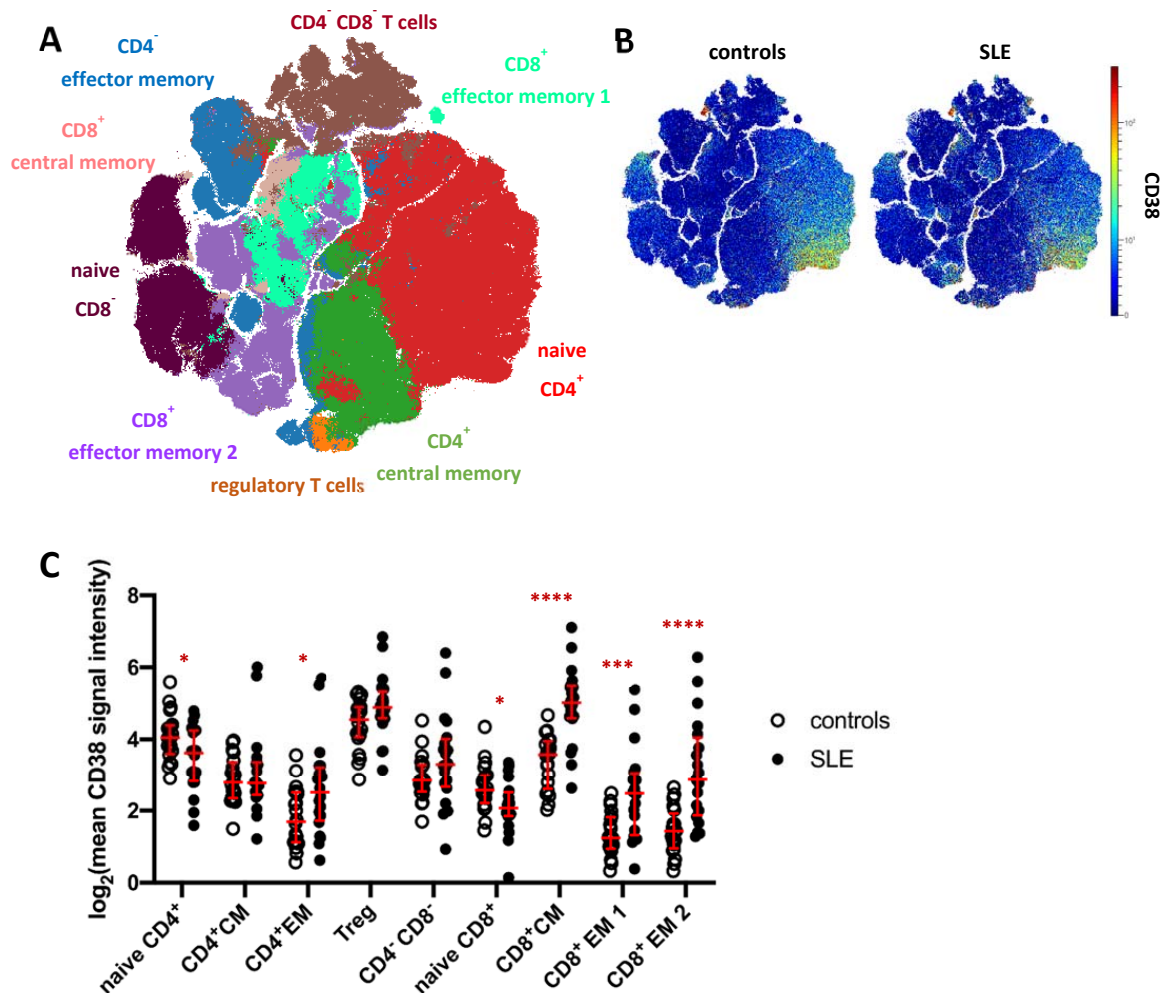 A
CD4⁻ CD8⁻ T cells
CD4⁻
effector memory
CD8⁺
effector memory 1
CD8⁺
central memory
naive
CD8⁻
naive
CD4⁺
CD8⁺
effector memory 2
CD4⁺
central memory
regulatory T cells
B
controls
SLE
10²
10¹
0
CD38
C
log₂(mean CD38 signal intensity)
8
6
4
2
0
*
*
*
****
***
****
naive CD4⁺
CD4⁺CM
CD4⁺EM
Treg
CD4⁻ CD8⁻
naive CD8⁺
CD8⁺CM
CD8⁺ EM 1
CD8⁺ EM 2
controls
SLE